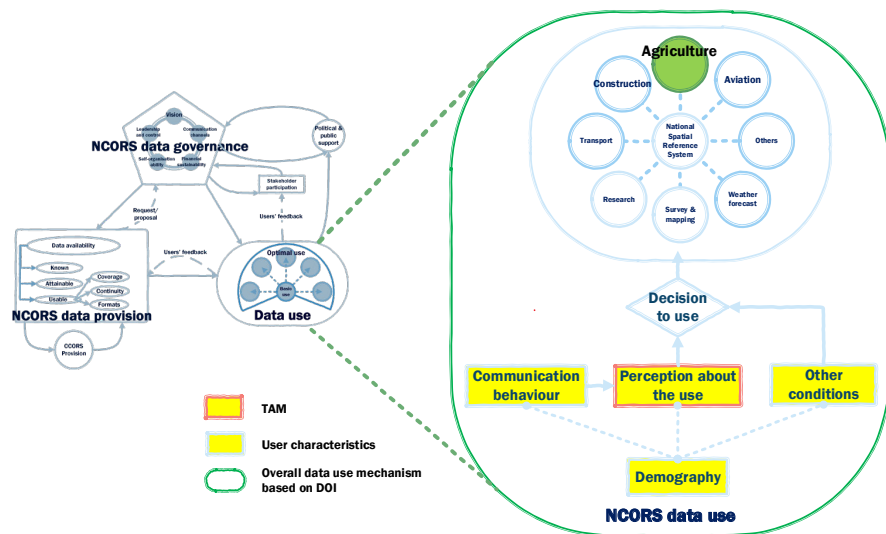 Vision
Leadership
and control
Communication
channels
NCORS data governance
Self-organisation
ability
Financial
sustainability
Political &
public
support
Stakeholder
participation
Request/
proposal
Users' feedback
Users' feedback
Data availability
Known
Attainable
Usable
Coverage
Continuity
Formats
NCORS data provision
CCORS
Provision
Optimal use
Basic
use
Data use
TAM
User characteristics
Overall data use mechanism
based on DOI
Agriculture
Construction
Aviation
Transport
National
Spatial
Reference
System
Others
Research
Survey &
mapping
Weather
forecast
Decision
to use
Communication
behaviour
Perception about
the use
Other
conditions
Demography
NCORS data use